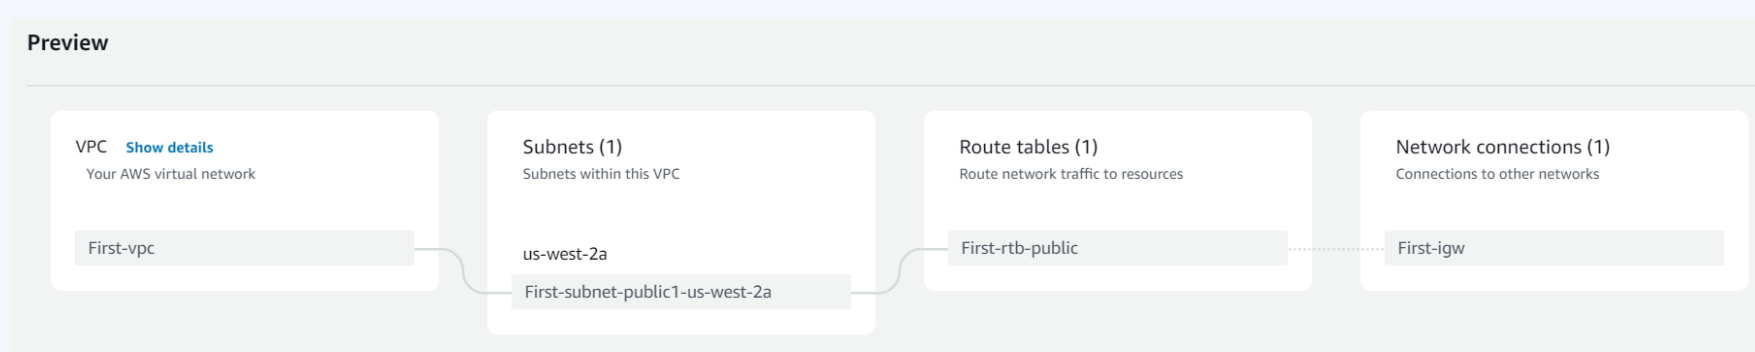 Preview
VPC Show details
Your AWS virtual network
First-vpc
Subnets (1)
Subnets within this VPC
us-west-2a
First-subnet-public1-us-west-2a
Route tables (1)
Route network traffic to resources
First-rtb-public
Network connections (1)
Connections to other networks
First-igw